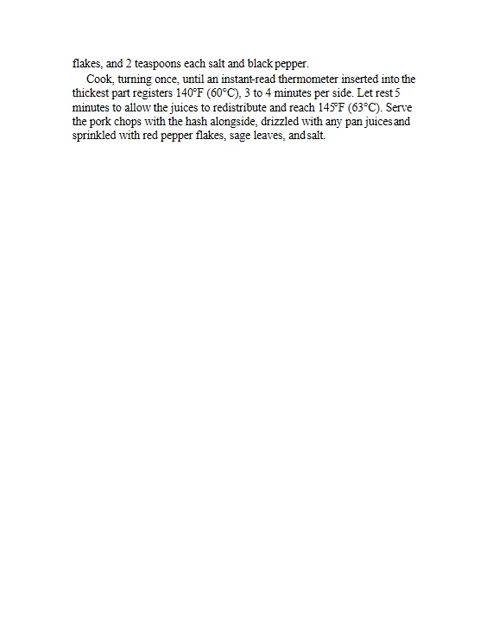 flakes, and 2 teaspoons each salt and black pepper.
Cook, turning once, until an instant-read thermometer inserted into the
thickest part registers 140°F (60°C), 3 to 4 minutes per side. Let rest 5
minutes to allow the juices to redistribute and reach 145°F (63°C). Serve
the pork chops with the hash alongside, drizzled with any pan juices and
sprinkled with red pepper flakes, sage leaves, and salt.